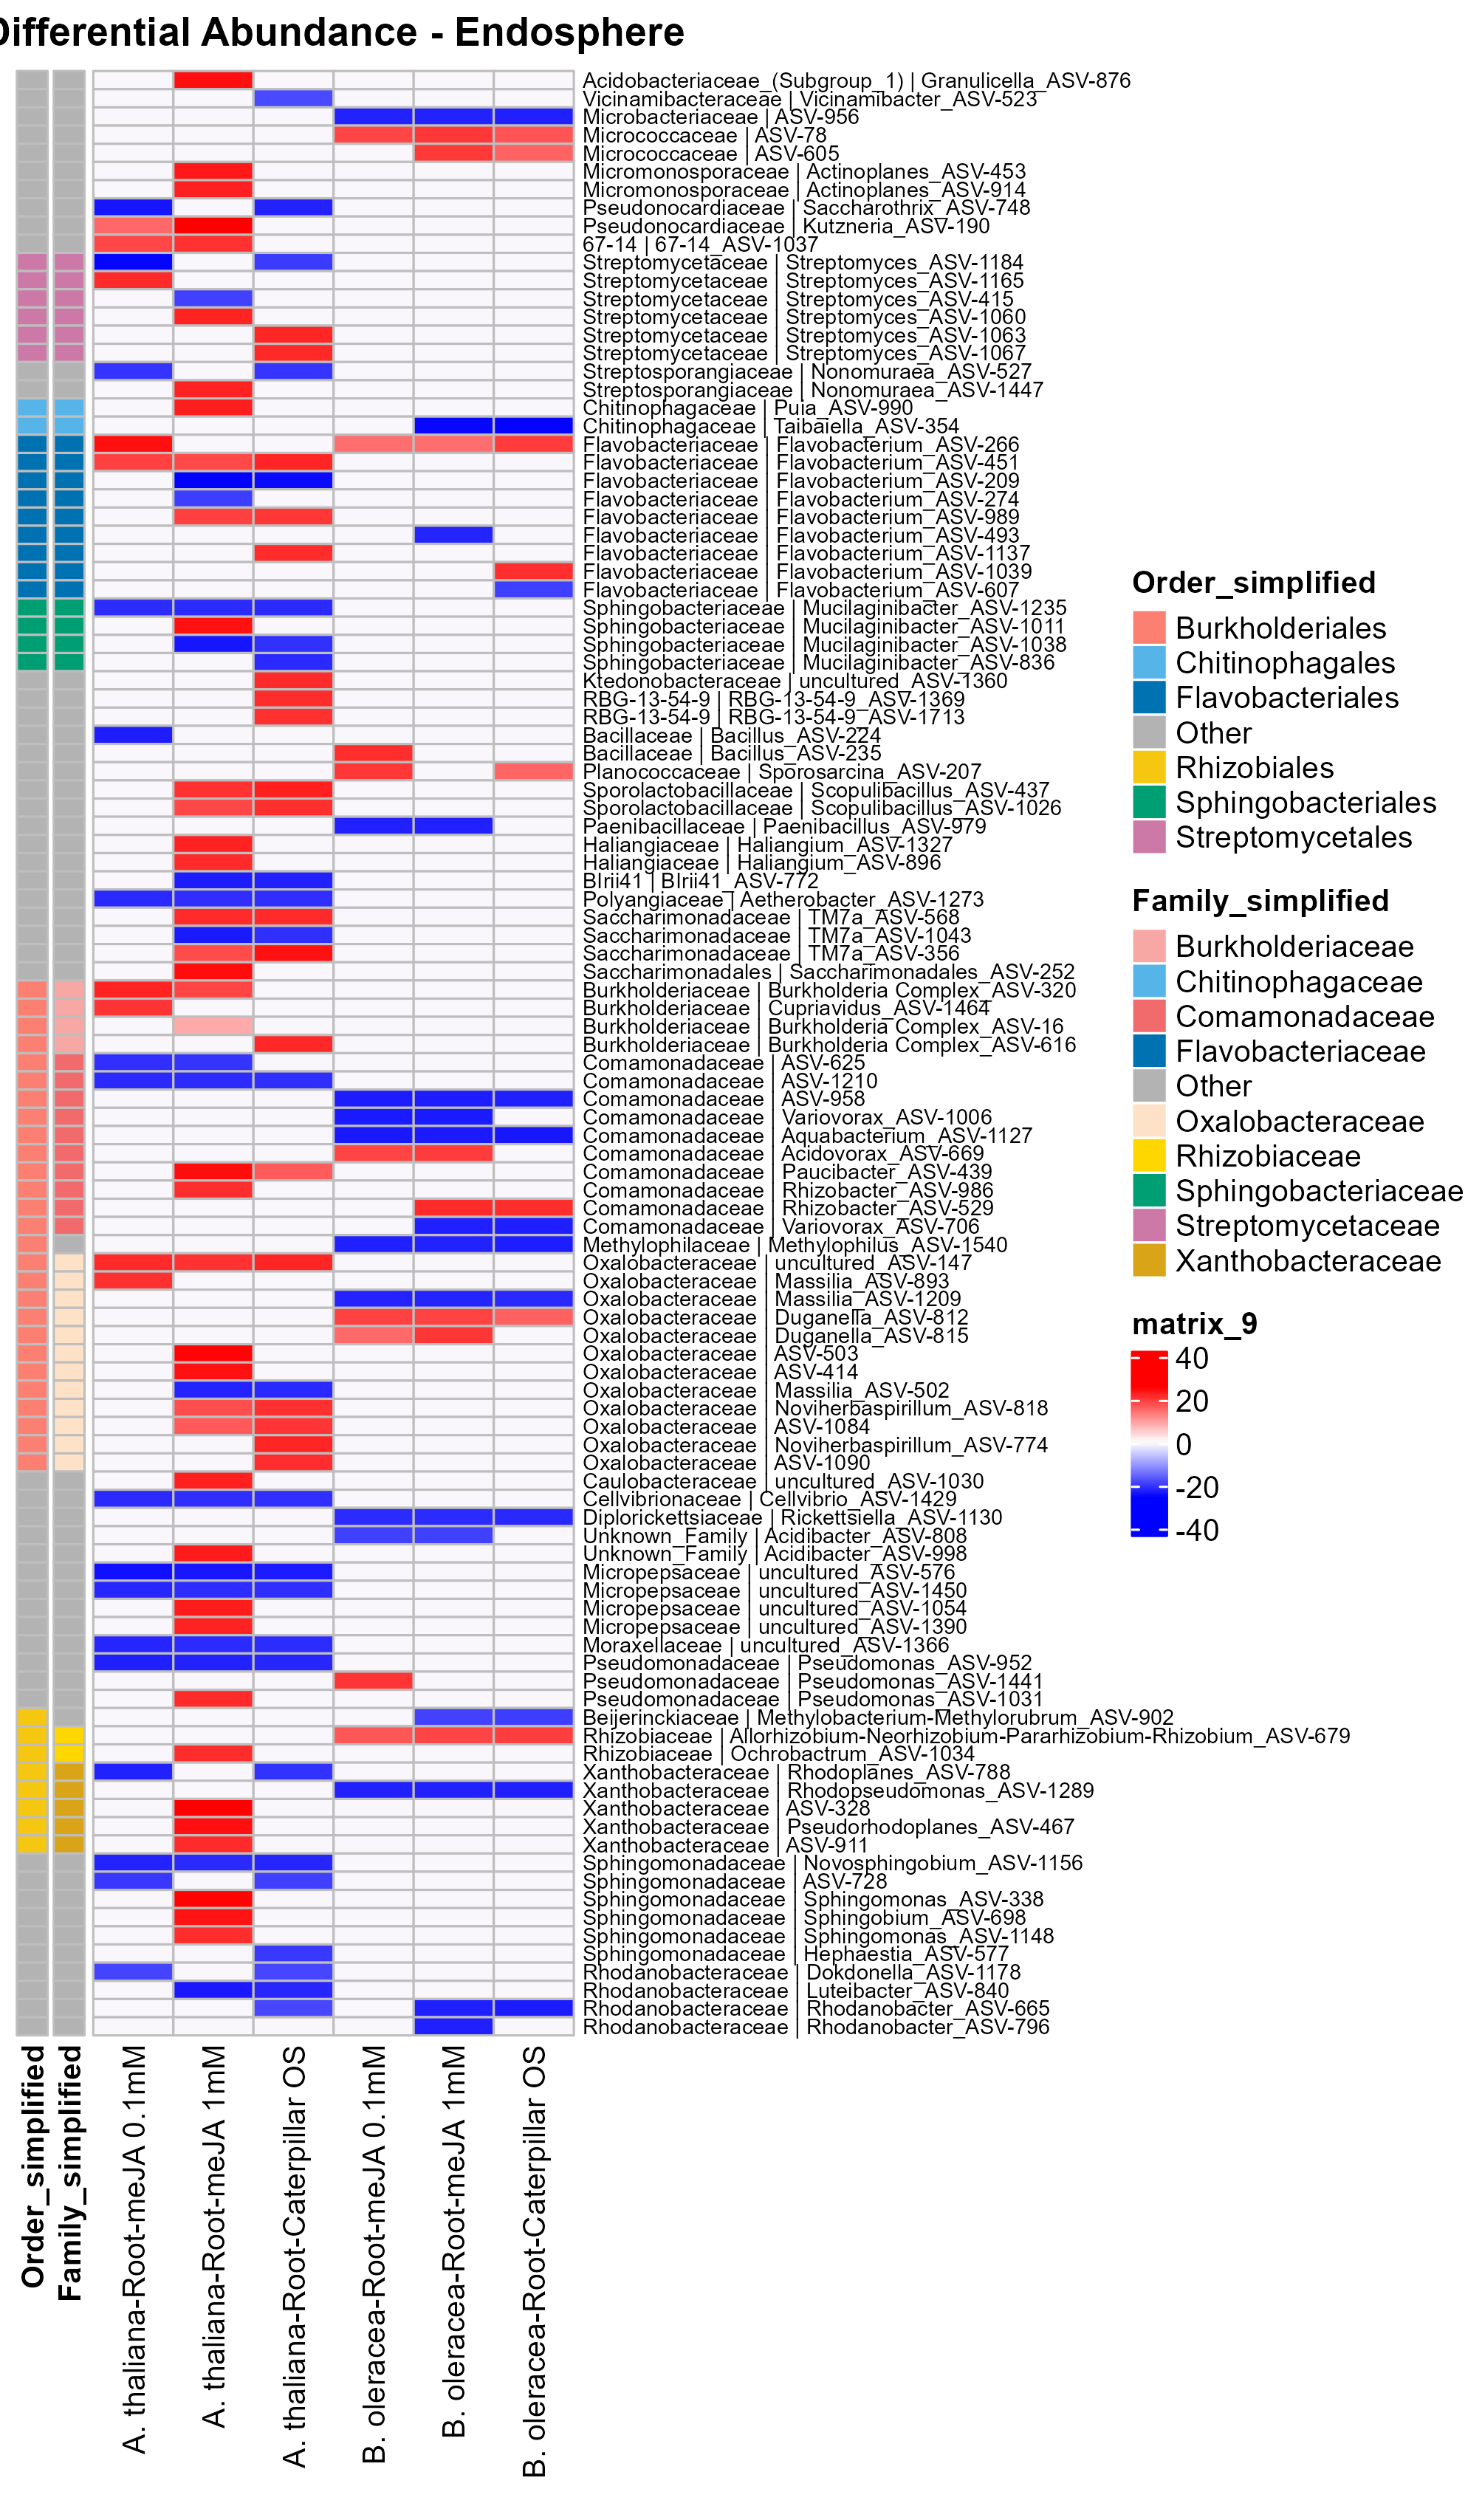 Differential Abundance - Endosphere
Acidobacteriaceae_(Subgroup_1) | Granulicella_ASV-876
Vicinamibacteraceae | Vicinamibacter_ASV-523
Microbacteriaceae | ASV-956
Micrococcaceae | ASV-78
Micrococcaceae | ASV-605
Micromonosporaceae | Actinoplanes_ASV-453
Micromonosporaceae | Actinoplanes_ASV-914
Pseudonocardiaceae | Saccharothrix_ASV-748
Pseudonocardiaceae | Kutzneria_ASV-190
67-14 | 67-14_ASV-1037
Streptomycetaceae | Streptomyces_ASV-1184
Streptomycetaceae | Streptomyces_ASV-1165
Streptomycetaceae | Streptomyces_ASV-415
Streptomycetaceae | Streptomyces_ASV-1060
Streptomycetaceae | Streptomyces_ASV-1063
Streptomycetaceae | Streptomyces_ASV-1067
Streptosporangiaceae | Nonomuraea_ASV-527
Streptosporangiaceae | Nonomuraea_ASV-1447
Chitinophagaceae | Puia_ASV-990
Chitinophagaceae | Taibaiella_ASV-354
Flavobacteriaceae | Flavobacterium_ASV-266
Flavobacteriaceae | Flavobacterium_ASV-451
Flavobacteriaceae | Flavobacterium_ASV-209
Flavobacteriaceae | Flavobacterium_ASV-274
Flavobacteriaceae | Flavobacterium_ASV-989
Flavobacteriaceae | Flavobacterium_ASV-493
Flavobacteriaceae | Flavobacterium_ASV-1137
Flavobacteriaceae | Flavobacterium_ASV-1039
Flavobacteriaceae | Flavobacterium_ASV-607
Sphingobacteriaceae | Mucilaginibacter_ASV-1235
Sphingobacteriaceae | Mucilaginibacter_ASV-1011
Sphingobacteriaceae | Mucilaginibacter_ASV-1038
Sphingobacteriaceae | Mucilaginibacter_ASV-836
Ktedonobacteraceae | uncultured_ASV-1360
RBG-13-54-9 | RBG-13-54-9_ASV-1369
RBG-13-54-9 | RBG-13-54-9_ASV-1713
Bacillaceae | Bacillus_ASV-224
Bacillaceae | Bacillus_ASV-235
Planococcaceae | Sporosarcina_ASV-207
Sporolactobacillaceae | Scopulibacillus_ASV-437
Sporolactobacillaceae | Scopulibacillus_ASV-1026
Paenibacillaceae | Paenibacillus_ASV-979
Haliangiaceae | Haliangium_ASV-1327
Haliangiaceae | Haliangium_ASV-896
BIrii41 | BIrii41_ASV-772
Polyangiaceae | Aetherobacter_ASV-1273
Saccharimonadaceae | TM7a_ASV-568
Saccharimonadaceae | TM7a_ASV-1043
Saccharimonadaceae | TM7a_ASV-356
Saccharimonadales | Saccharimonadales_ASV-252
Burkholderiaceae | Burkholderia Complex_ASV-320
Burkholderiaceae | Cupriavidus_ASV-1464
Burkholderiaceae | Burkholderia Complex_ASV-16
Burkholderiaceae | Burkholderia Complex_ASV-616
Comamonadaceae | ASV-625
Comamonadaceae | ASV-1210
Comamonadaceae | ASV-958
Comamonadaceae | Variovorax_ASV-1006
Comamonadaceae | Aquabacterium_ASV-1127
Comamonadaceae | Acidovorax_ASV-669
Comamonadaceae | Paucibacter_ASV-439
Comamonadaceae | Rhizobacter_ASV-986
Comamonadaceae | Rhizobacter_ASV-529
Comamonadaceae | Variovorax_ASV-706
Methylophilaceae | Methylophilus_ASV-1540
Oxalobacteraceae | uncultured_ASV-147
Oxalobacteraceae | Massilia_ASV-893
Oxalobacteraceae | Massilia_ASV-1209
Oxalobacteraceae | Duganella_ASV-812
Oxalobacteraceae | Duganella_ASV-815
Oxalobacteraceae | ASV-503
Oxalobacteraceae | ASV-414
Oxalobacteraceae | Massilia_ASV-502
Oxalobacteraceae | Noviherbaspirillum_ASV-818
Oxalobacteraceae | ASV-1084
Oxalobacteraceae | Noviherbaspirillum_ASV-774
Oxalobacteraceae | ASV-1090
Caulobacteraceae | uncultured_ASV-1030
Cellvibrionaceae | Cellvibrio_ASV-1429
Diplorickettsiaceae | Rickettsiella_ASV-1130
Unknown_Family | Acidibacter_ASV-808
Unknown_Family | Acidibacter_ASV-998
Micropepsaceae | uncultured_ASV-576
Micropepsaceae | uncultured_ASV-1450
Micropepsaceae | uncultured_ASV-1054
Micropepsaceae | uncultured_ASV-1390
Moraxellaceae | uncultured_ASV-1366
Pseudomonadaceae | Pseudomonas_ASV-952
Pseudomonadaceae | Pseudomonas_ASV-1441
Pseudomonadaceae | Pseudomonas_ASV-1031
Beijerinckiaceae | Methylobacterium-Methylorubrum_ASV-902
Rhizobiaceae | Allorhizobium-Neorhizobium-Pararhizobium-Rhizobium_ASV-679
Rhizobiaceae | Ochrobactrum_ASV-1034
Xanthobacteraceae | Rhodoplanes_ASV-788
Xanthobacteraceae | Rhodopseudomonas_ASV-1289
Xanthobacteraceae | ASV-328
Xanthobacteraceae | Pseudorhodoplanes_ASV-467
Xanthobacteraceae | ASV-911
Sphingomonadaceae | Novosphingobium_ASV-1156
Sphingomonadaceae | ASV-728
Sphingomonadaceae | Sphingomonas_ASV-338
Sphingomonadaceae | Sphingobium_ASV-698
Sphingomonadaceae | Sphingomonas_ASV-1148
Sphingomonadaceae | Hephaestia_ASV-577
Rhodanobacteraceae | Dokdonella_ASV-1178
Rhodanobacteraceae | Luteibacter_ASV-840
Rhodanobacteraceae | Rhodanobacter_ASV-665
Rhodanobacteraceae | Rhodanobacter_ASV-796
Order_simplified
Family_simplified
A. thaliana-Root-meJA 0.1mM
A. thaliana-Root-meJA 1mM
A. thaliana-Root-Caterpillar OS
B. oleracea-Root-meJA 0.1mM
B. oleracea-Root-meJA 1mM
B. oleracea-Root-Caterpillar OS
Order_simplified
Burkholderiales
Chitinophagales
Flavobacteriales
Other
Rhizobiales
Sphingobacteriales
Streptomycetales
Family_simplified
Burkholderiaceae
Chitinophagaceae
Comamonadaceae
Flavobacteriaceae
Other
Oxalobacteraceae
Rhizobiaceae
Sphingobacteriaceae
Streptomycetaceae
Xanthobacteraceae
matrix_9
40
20
0
-20
-40